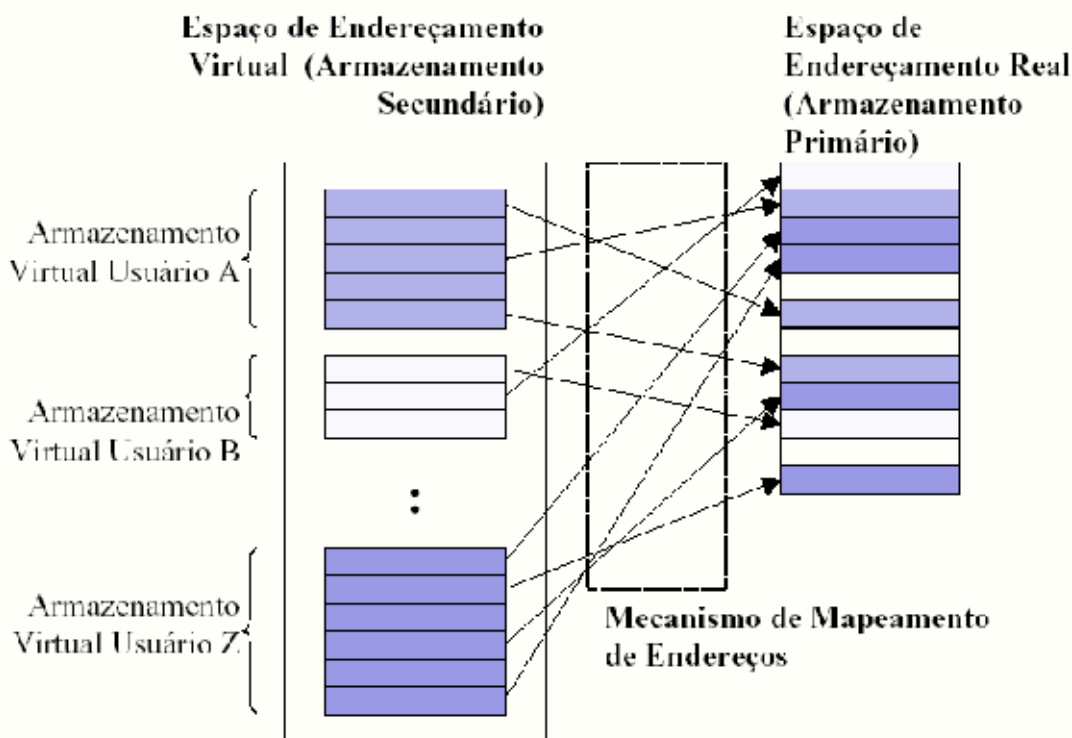 Espaço de Endereçamento
Virtual (Armazenamento
Secundário)
Espaço de
Endereçamento Real
(Armazenamento
Primário)
Armazenamento
Virtual Usuário A
Armazenamento
Virtual Usuário B
:
Armazenamento
Virtual Usuário Z
Mecanismo de Mapeamento
de Endereços